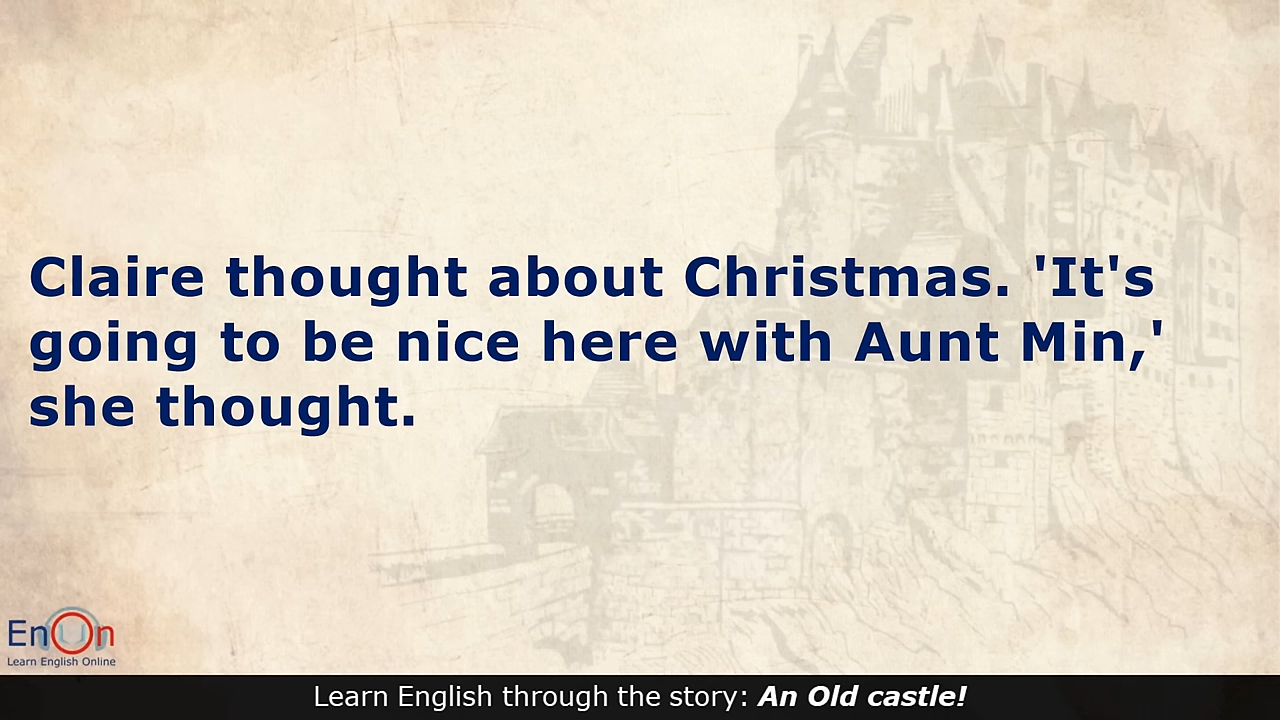 Claire thought about Christmas. 'It's
going to be nice here with Aunt Min,'
she thought.
EnOn
Learn English Online
Learn English through the story: An Old castle!